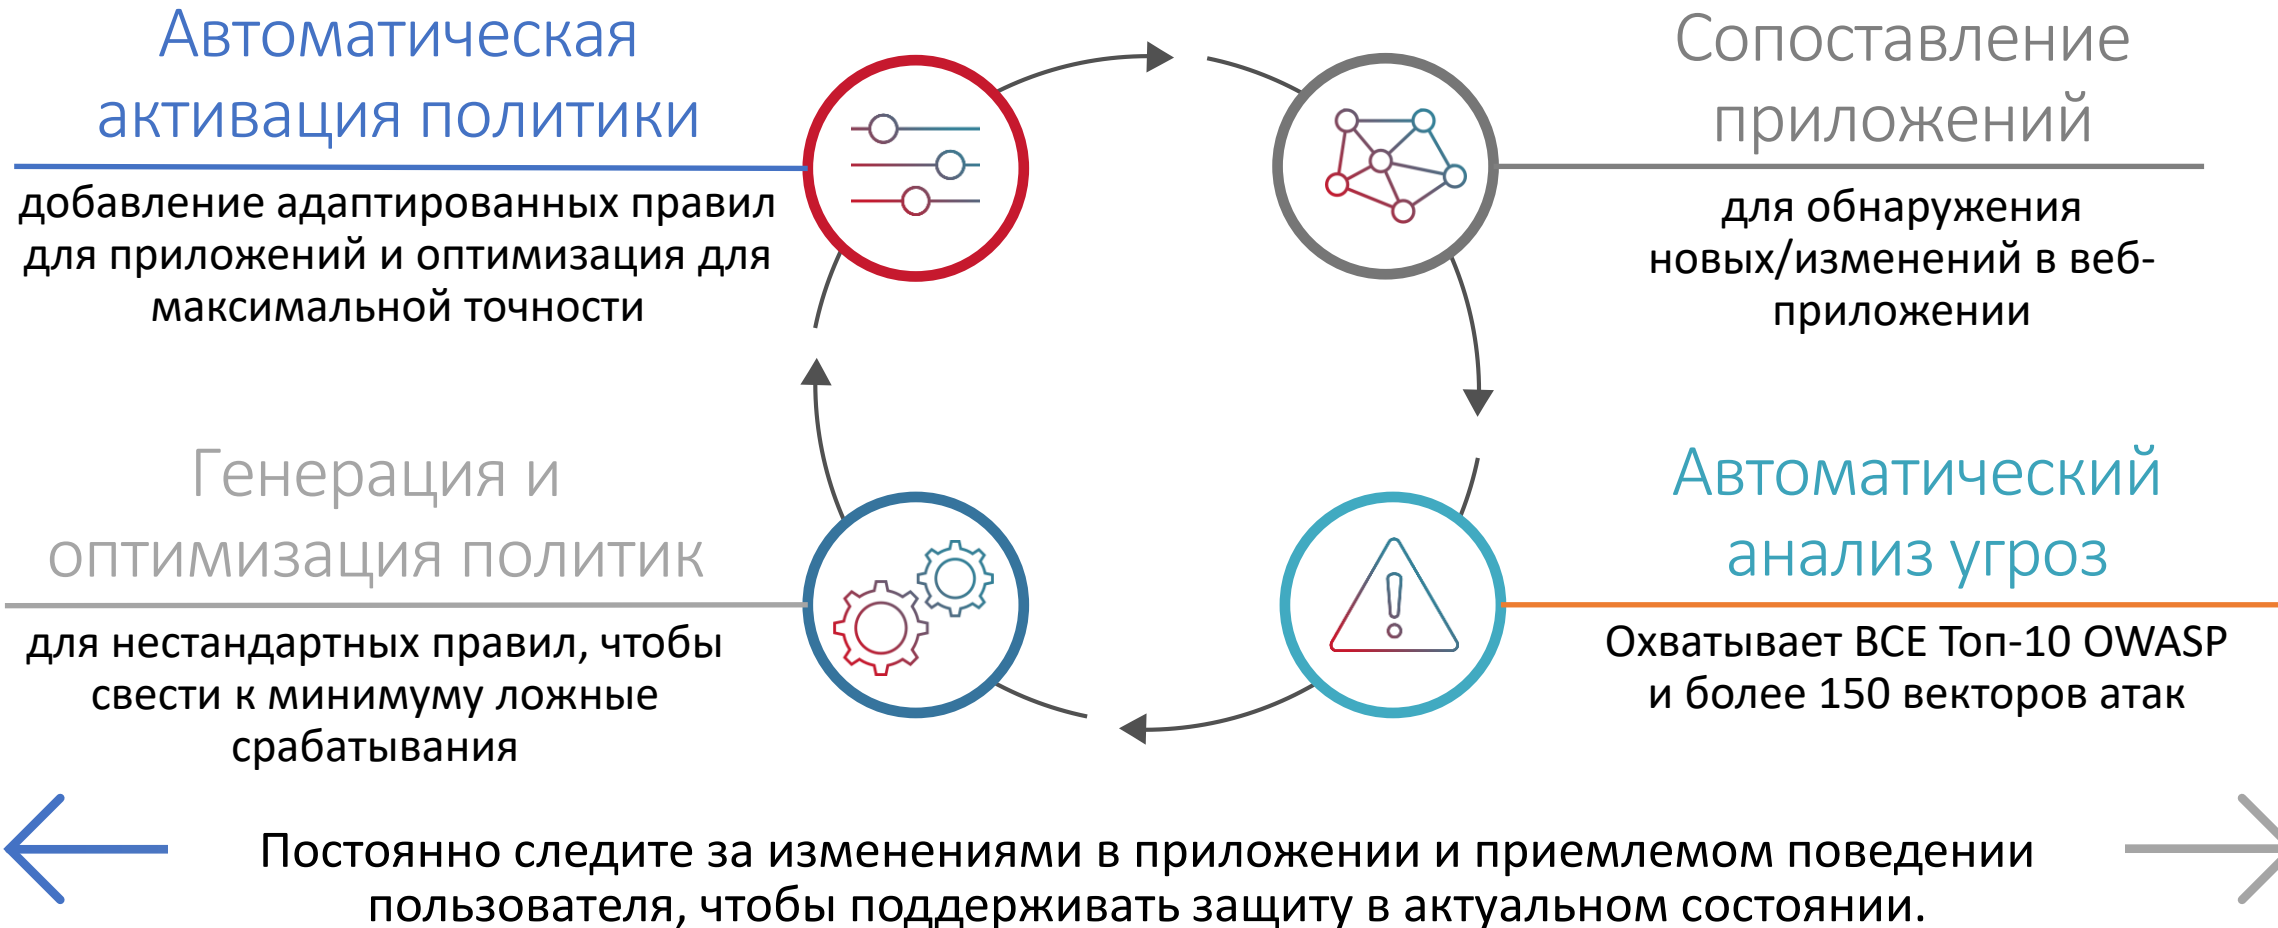 Автоматическая
активация политики
добавление адаптированных правил
для приложений и оптимизация для
максимальной точности
Сопоставление
приложений
для обнаружения
новых/изменений в веб-
приложении
Генерация и
оптимизация политик
для нестандартных правил, чтобы
свести к минимуму ложные
срабатывания
Автоматический
анализ угроз
Охватывает ВСЕ Топ-10 OWASP
и более 150 векторов атак
Постоянно следите за изменениями в приложении и приемлемом поведении
пользователя, чтобы поддерживать защиту в актуальном состоянии.